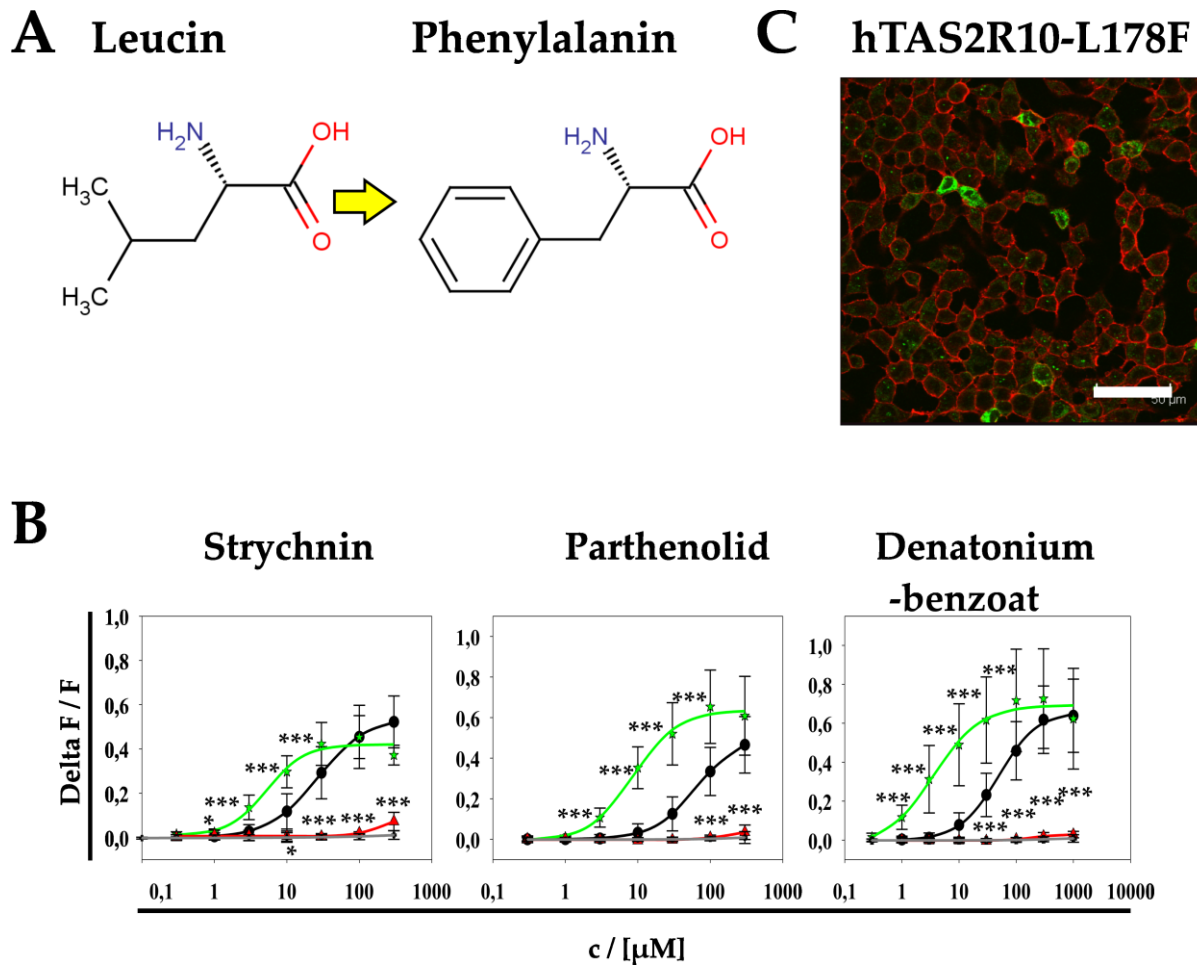 A Leucin Phenylalanin
H₂N OH
H₃C
O
H₃C
H₂N OH
O
C hTAS2R10-L178F
50 µm
B
Strychnin
Parthenolid
Denatonium
-benzoat
Delta F / F
1,0
0,8
0,6
0,4
0,2
0,0
*** *** ***
* * *** *** ***
0,1 1 10 100 1000
1,0
0,8
0,6
0,4
0,2
0,0
*** *** *** ***
*** ***
0,1 1 10 100 1000
1,0
0,8
0,6
0,4
0,2
0,0
*** *** *** *** ***
*** *** *** ***
0,1 1 10 100 1000 10000
c / [µM]